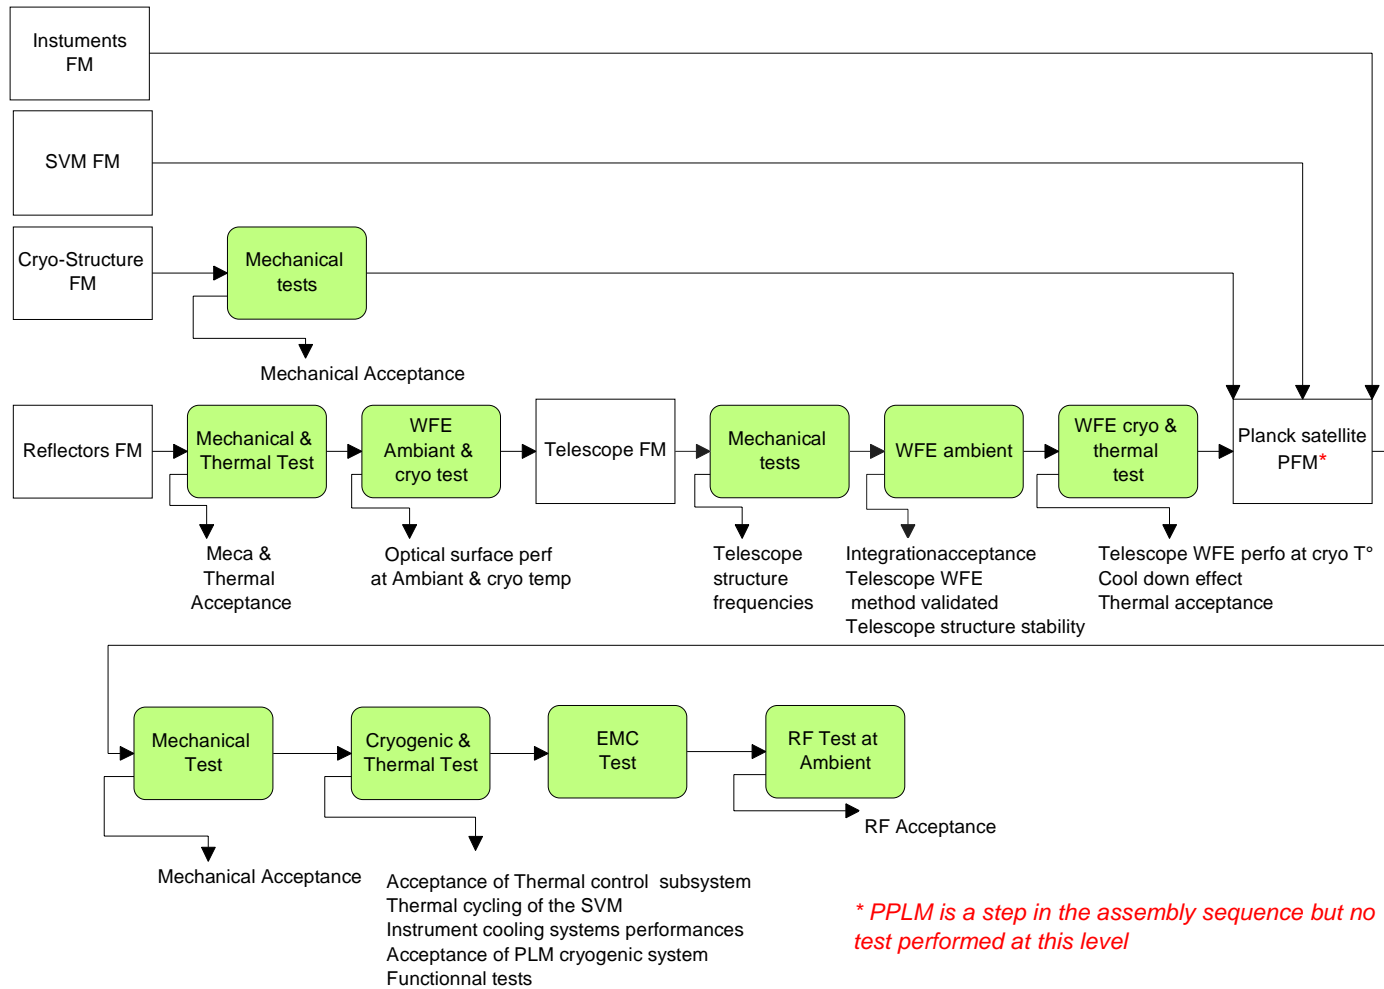 Instuments
FM
SVM FM
Cryo-Structure
FM
Mechanical
tests
Mechanical Acceptance
Reflectors FM
Mechanical &
Thermal Test
WFE
Ambiant &
cryo test
Telescope FM
Mechanical
tests
WFE ambient
WFE cryo &
thermal
test
Planck satellite
PFM*
Meca &
Thermal
Acceptance
Optical surface perf
at Ambiant & cryo temp
Telescope
structure
frequencies
Integrationacceptance
Telescope WFE
method validated
Telescope structure stability
Telescope WFE perfo at cryo T°
Cool down effect
Thermal acceptance
Mechanical
Test
Cryogenic &
Thermal Test
EMC
Test
RF Test at
Ambient
RF Acceptance
Mechanical Acceptance
Acceptance of Thermal control subsystem
Thermal cycling of the SVM
Instrument cooling systems performances
Acceptance of PLM cryogenic system
Functionnal tests
* PPLM is a step in the assembly sequence but no
test performed at this level